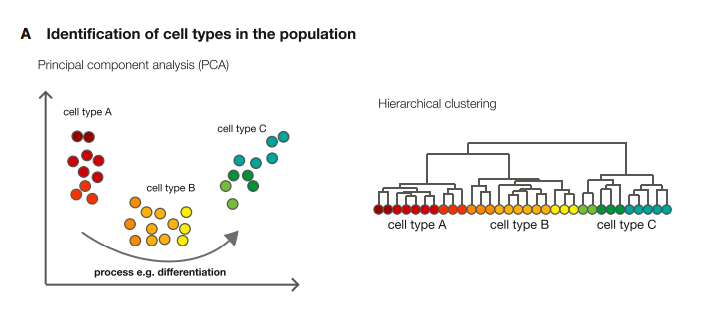 A Identification of cell types in the population
Principal component analysis (PCA)
cell type A
cell type C
cell type B
process e.g. differentiation
Hierarchical clustering
cell type A cell type B cell type C